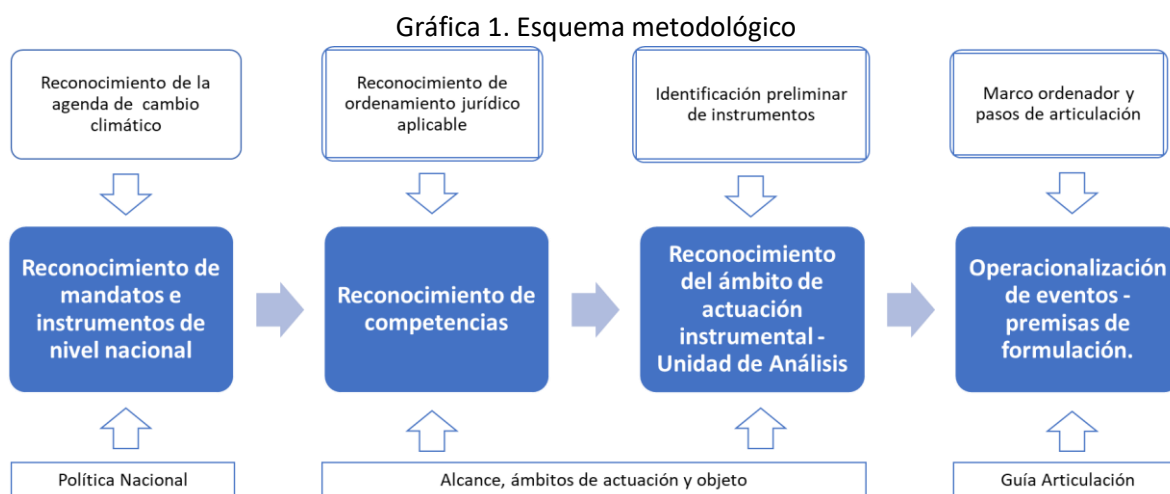 Gráfica 1. Esquema metodológico
Reconocimiento de la
agenda de cambio
climático
Reconocimiento de
ordenamiento jurídico
aplicable
Identificación preliminar
de instrumentos
Marco ordenador y
pasos de articulación
Reconocimiento de
mandatos e
instrumentos de
nivel nacional
Reconocimiento de
competencias
Reconocimiento
del ámbito de
actuación
instrumental -
Unidad de Análisis
Operacionalización
de eventos -
premisas de
formulación.
Política Nacional
Alcance, ámbitos de actuación y objeto
Guía Articulación